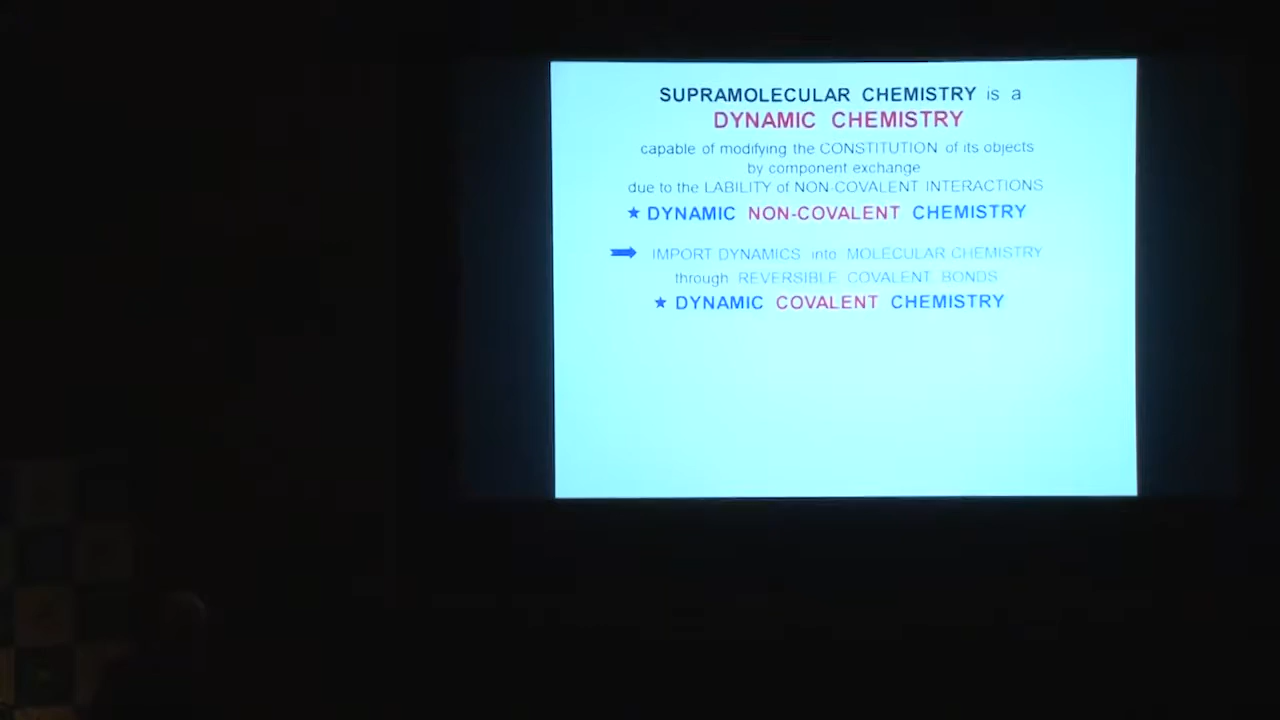 SUPRAMOLECULAR CHEMISTRY is a
DYNAMIC CHEMISTRY
capable of modifying the CONSTITUTION of its objects
by component exchange
due to the LABILITY of NON-COVALENT INTERACTIONS
★ DYNAMIC NON-COVALENT CHEMISTRY
➡ IMPORT DYNAMICS into MOLECULAR CHEMISTRY
through REVERSIBLE COVALENT BONDS
★ DYNAMIC COVALENT CHEMISTRY